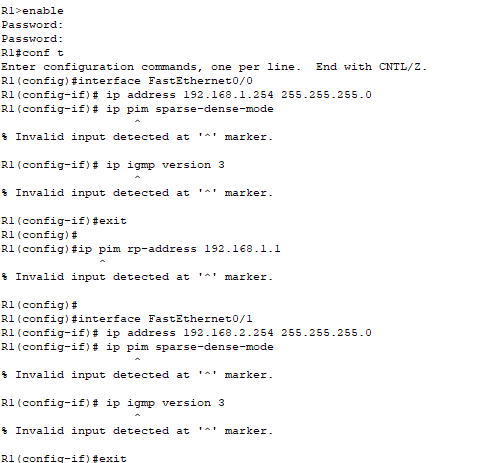 R1>enable
Password:
Password:
R1#conf t
Enter configuration commands, one per line.  End with CNTL/Z.
R1(config)#interface FastEthernet0/0
R1(config-if)# ip address 192.168.1.254 255.255.255.0
R1(config-if)# ip pim sparse-dense-mode
                   ^
% Invalid input detected at '^' marker.

R1(config-if)# ip igmp version 3
                   ^
% Invalid input detected at '^' marker.

R1(config-if)#exit
R1(config)#
R1(config)#ip pim rp-address 192.168.1.1
              ^
% Invalid input detected at '^' marker.

R1(config)#
R1(config)#interface FastEthernet0/1
R1(config-if)# ip address 192.168.2.254 255.255.255.0
R1(config-if)# ip pim sparse-dense-mode
                   ^
% Invalid input detected at '^' marker.

R1(config-if)# ip igmp version 3
                   ^
% Invalid input detected at '^' marker.

R1(config-if)#exit